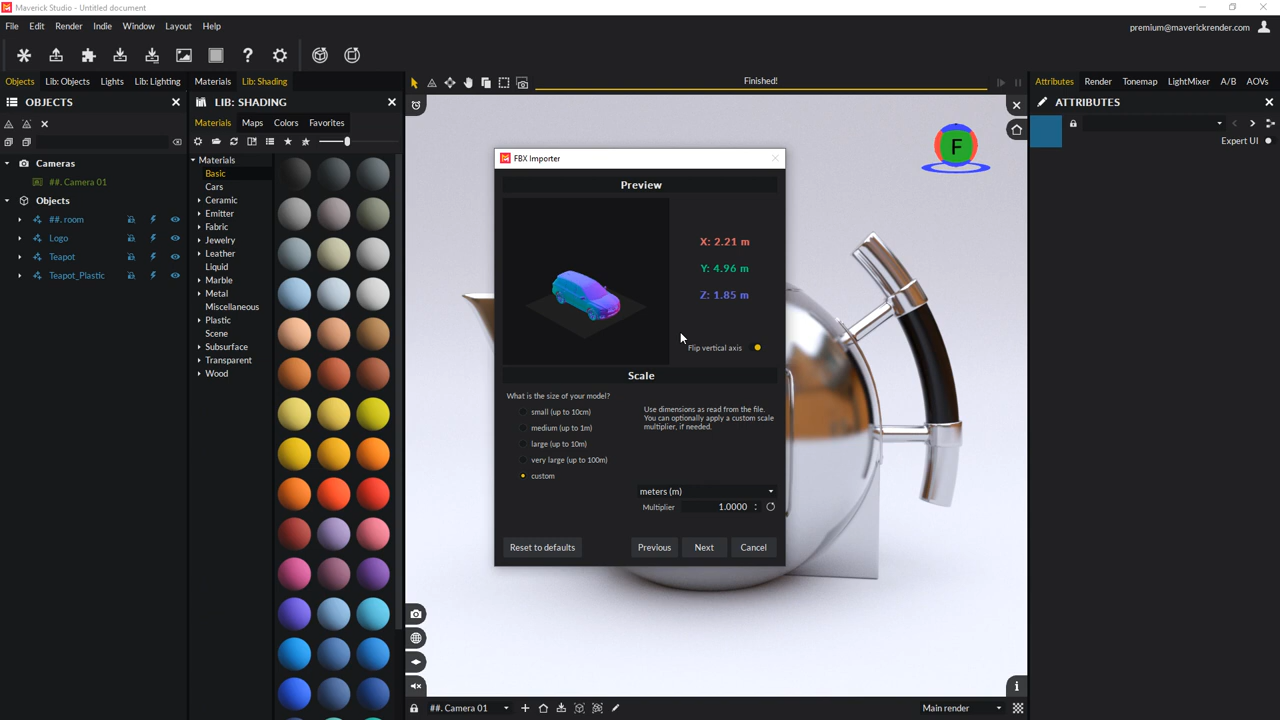 Maverick Studio - Untitled document
File Edit Render Indie Window Layout Help
premium@maverickrender.com
Objects Lib: Objects Lights Lib: Lighting
Materials Lib: Shading
Finished!
Attributes Render Tonemap LightMixer A/B AOVs
OBJECTS
LIB: SHADING
ATTRIBUTES
Materials Maps Colors Favorites
Expert UI
Cameras
##. Camera 01
Objects
##. room
Logo
Teapot
Teapot_Plastic
Materials
Basic
Cars
Ceramic
Emitter
Fabric
Jewelry
Leather
Liquid
Marble
Metal
Miscellaneous
Plastic
Scene
Subsurface
Transparent
Wood
F
FBX Importer
Preview
X: 2.21 m
Y: 4.96 m
Z: 1.85 m
Flip vertical axis
Scale
What is the size of your model?
small (up to 10cm)
medium (up to 1m)
large (up to 10m)
very large (up to 100m)
custom
Use dimensions as read from the file.
You can optionally apply a custom scale
multiplier, if needed.
meters (m)
Multiplier 1.0000
Reset to defaults Previous Next Cancel
##. Camera 01
Main render